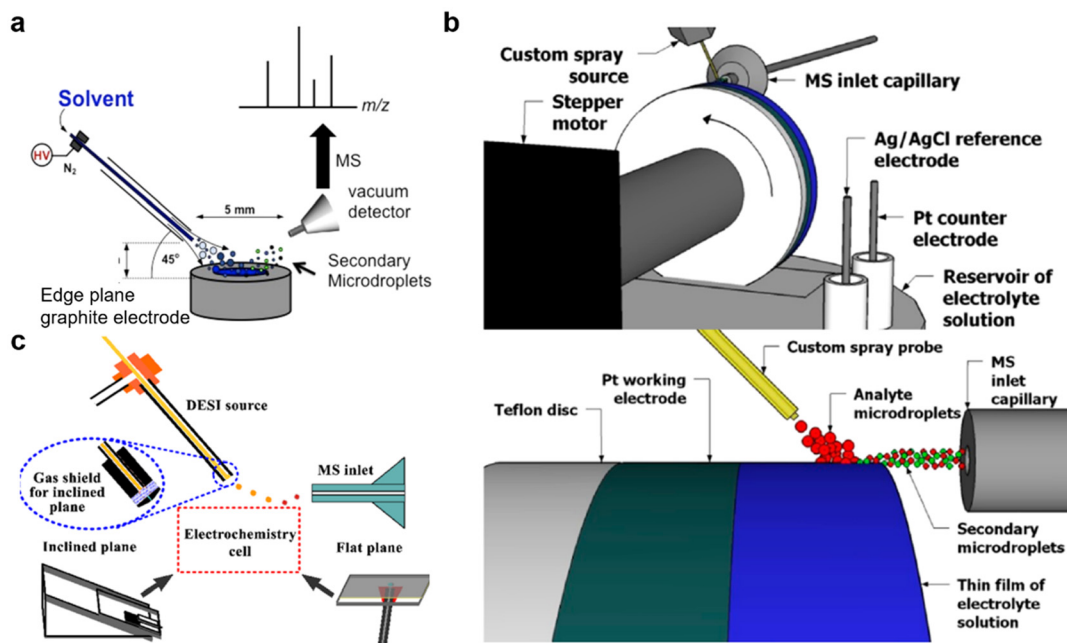 a
Solvent
HV
N2
m/z
MS
vacuum
detector
5 mm
45°
Secondary
Microdroplets
Edge plane
graphite electrode
b
Custom spray
source
MS inlet capillary
Stepper
motor
Ag/AgCl reference
electrode
Pt counter
electrode
Reservoir of
electrolyte
solution
Custom spray probe
MS
inlet
capillary
Pt working
electrode
Teflon disc
Analyte
microdroplets
Secondary
microdroplets
Thin film of
electrolyte
solution
c
DESI source
Gas shield
for inclined
plane
MS inlet
Electrochemistry
cell
Inclined plane
Flat plane